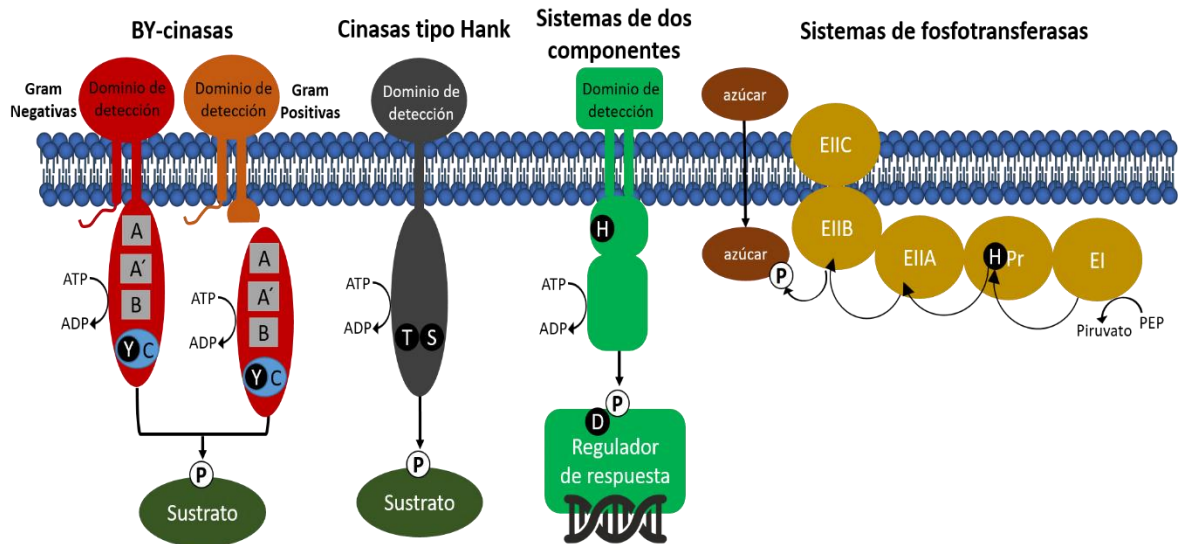 BY-cinasas
Gram
Negativas
Dominio de
detección
Dominio de
detección
Gram
Positivas
A
A´
B
Y C
ATP
ADP
A
A´
B
Y C
ATP
ADP
P
Sustrato
Cinasas tipo Hank
Dominio de
detección
ATP
ADP
T S
P
Sustrato
Sistemas de dos
componentes
Dominio de
detección
H
ATP
ADP
P
D
Regulador
de respuesta
Sistemas de fosfotransferasas
azúcar
azúcar
P
EIIC
EIIB
EIIA
HPr
EI
Piruvato
PEP